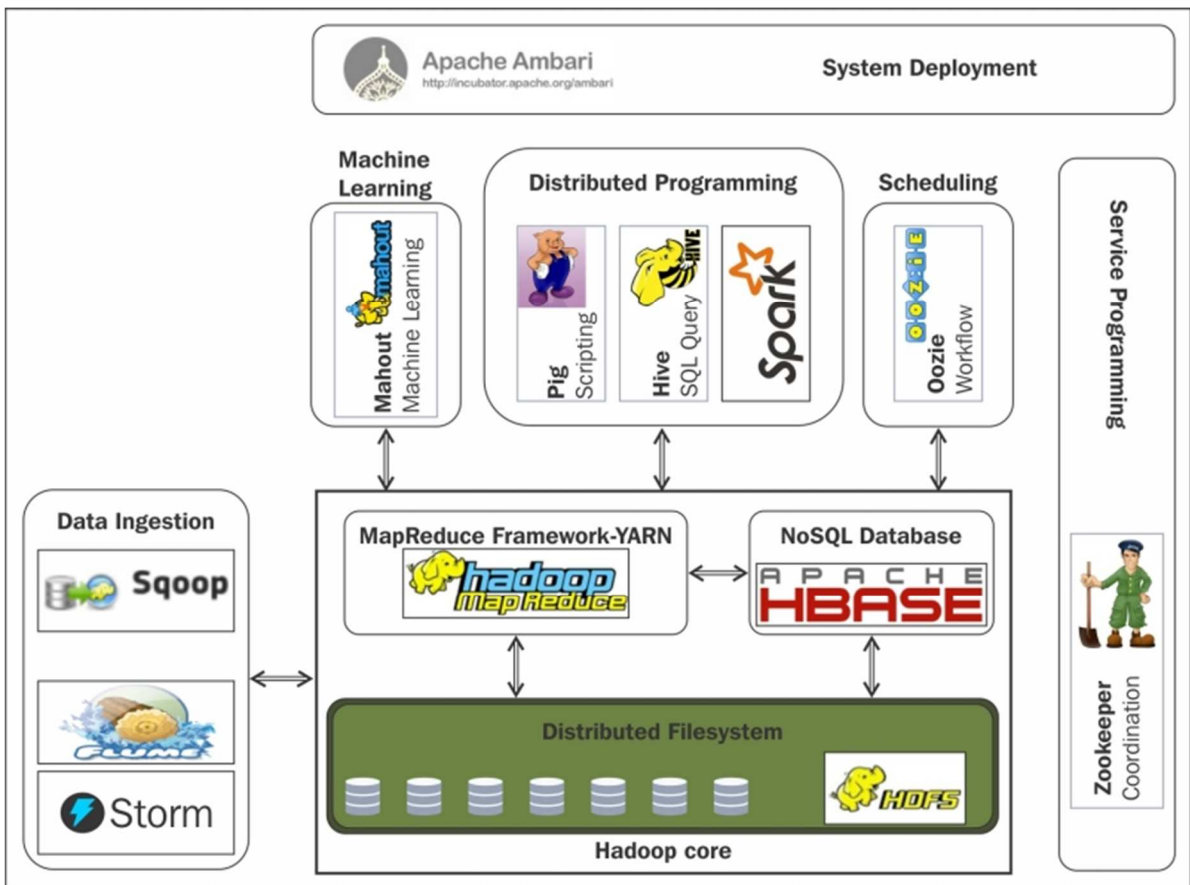 Apache Ambari
http://incubator.apache.org/ambari
System Deployment
Machine
Learning
mahout
Mahout
Machine Learning
Distributed Programming
Pig
Scripting
HIVE
Hive
SQL Query
Spark
Scheduling
OOZIE
Oozie
Workflow
Service Programming
Zookeeper
Coordination
Data Ingestion
Sqoop
FLUME
Storm
MapReduce Framework-YARN
hadoop
Map Reduce
NoSQL Database
APACHE
HBASE
Distributed Filesystem
HDFS
Hadoop core